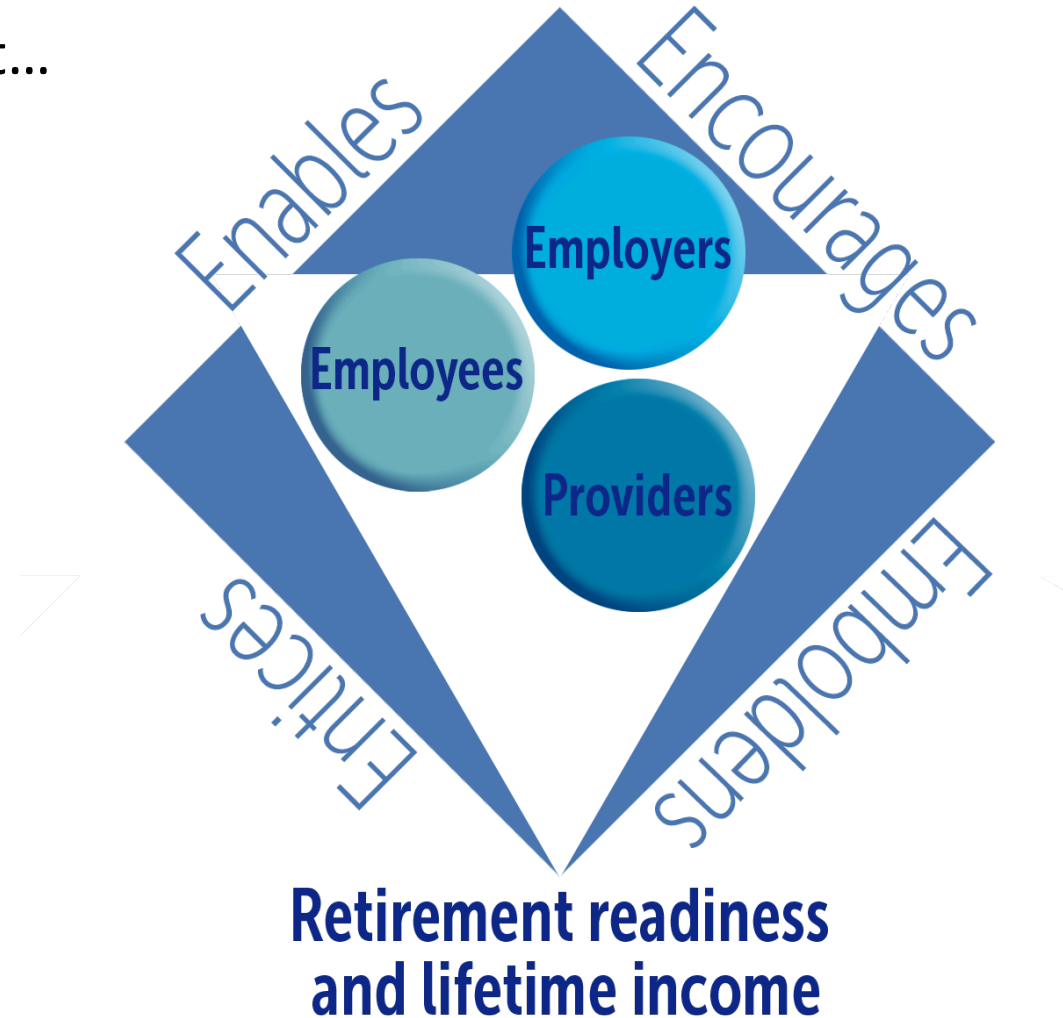 t...
Enables
Encourages
Employers
Employees
Providers
Entices
Emboldens
Retirement readiness
and lifetime income